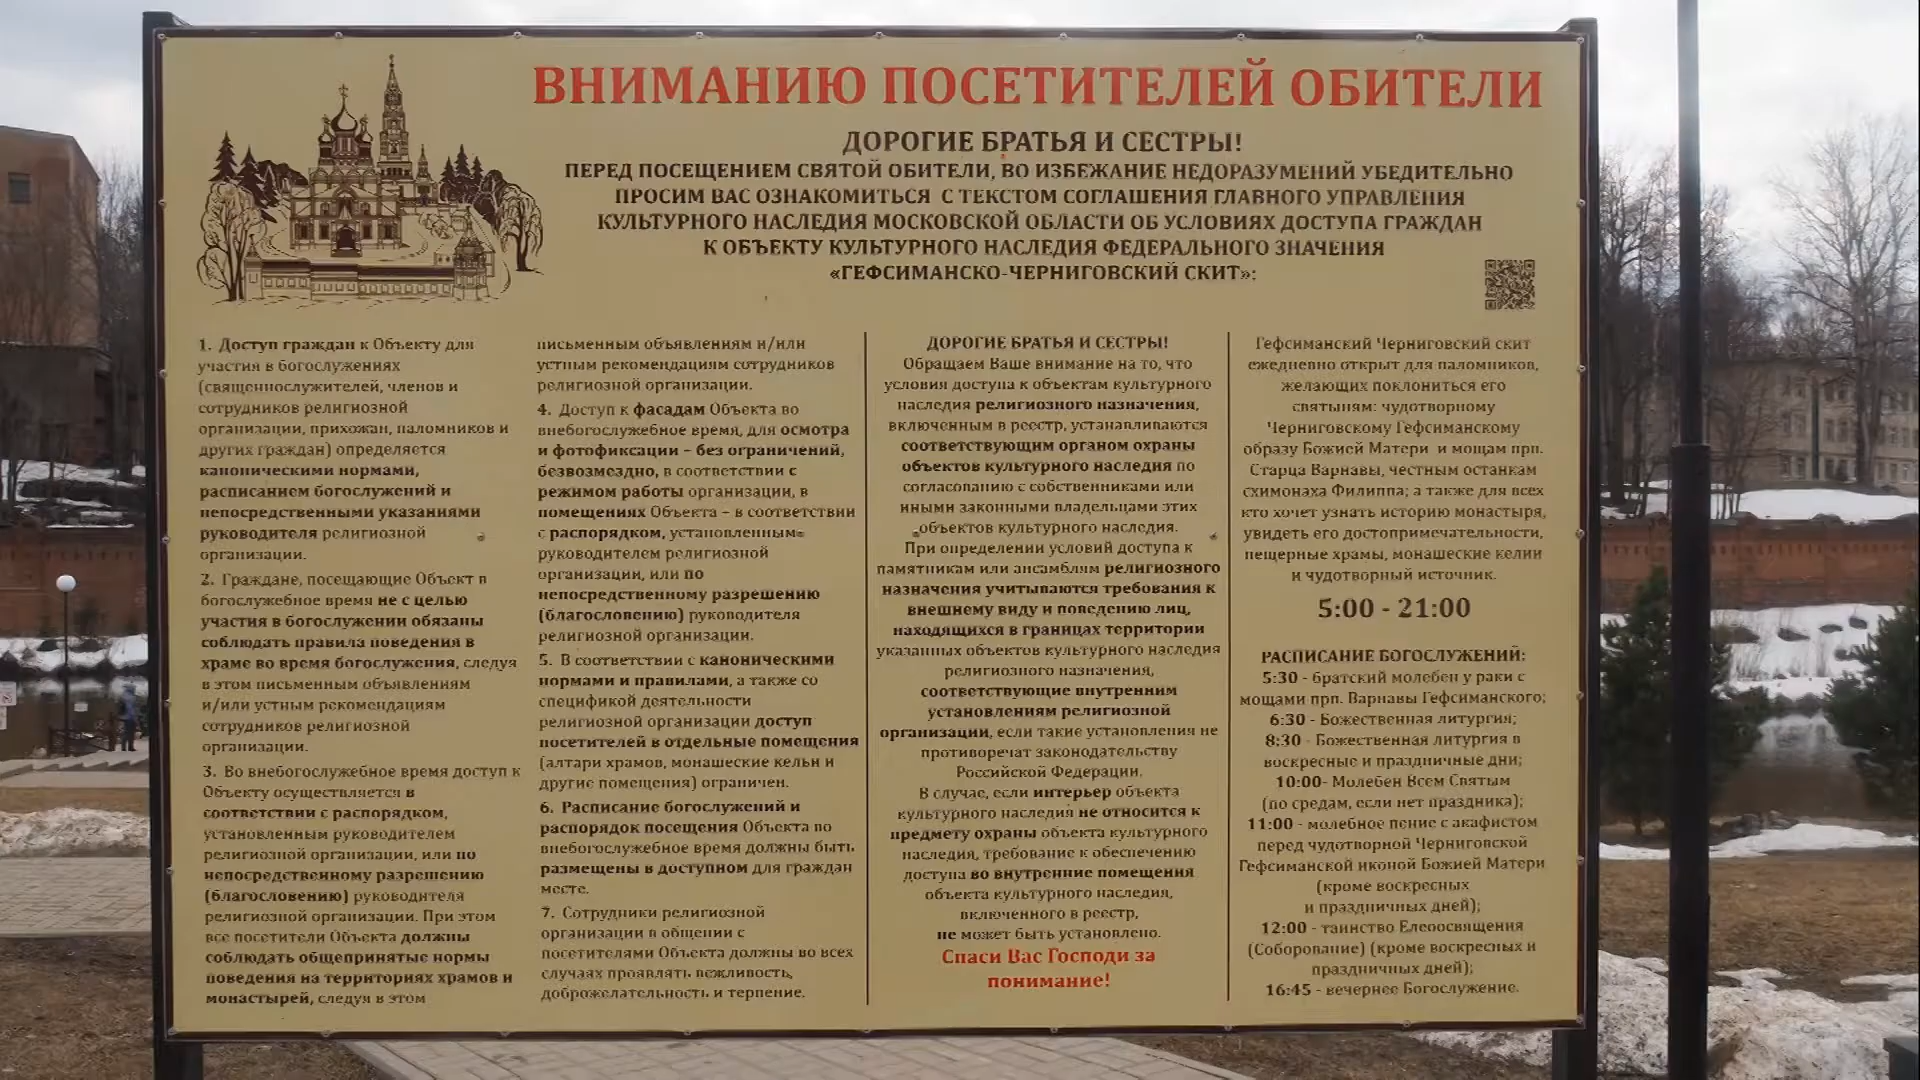 ВНИМАНИЮ ПОСЕТИТЕЛЕЙ ОБИТЕЛИ
ДОРОГИЕ БРАТЬЯ И СЕСТРЫ!
ПЕРЕД ПОСЕЩЕНИЕМ СВЯТОЙ ОБИТЕЛИ, ВО ИЗБЕЖАНИЕ НЕДОРАЗУМЕНИЙ УБЕДИТЕЛЬНО
ПРОСИМ ВАС ОЗНАКОМИТЬСЯ С ТЕКСТОМ СОГЛАШЕНИЯ ГЛАВНОГО УПРАВЛЕНИЯ
КУЛЬТУРНОГО НАСЛЕДИЯ МОСКОВСКОЙ ОБЛАСТИ ОБ УСЛОВИЯХ ДОСТУПА ГРАЖДАН
К ОБЪЕКТУ КУЛЬТУРНОГО НАСЛЕДИЯ ФЕДЕРАЛЬНОГО ЗНАЧЕНИЯ
«ГЕФСИМАНСКО-ЧЕРНИГОВСКИЙ СКИТ»:
1. Доступ граждан к Объекту для
участия в богослужениях
(священнослужителей, членов и
сотрудников религиозной
организации, прихожан, паломников и
других граждан) определяется
каноническими нормами,
расписанием богослужений и
непосредственными указаниями
руководителя религиозной
организации.
2. Граждане, посещающие Объект в
богослужебное время не с целью
участия в богослужении обязаны
соблюдать правила поведения в
храме во время богослужения, следуя
в этом письменным объявлениям
и/или устным рекомендациям
сотрудников религиозной
организации.
3. Во внебогослужебное время доступ к
Объекту осуществляется в
соответствии с распорядком,
установленным руководителем
религиозной организации, или по
непосредственному разрешению
(благословению) руководителя
религиозной организации. При этом
все посетители Объекта должны
соблюдать общепринятые нормы
поведения на территориях храмов и
монастырей, следуя в этом
письменным объявлениям и/или
устным рекомендациям сотрудников
религиозной организации.
4. Доступ к фасадам Объекта во
внебогослужебное время, для осмотра
и фотофиксации – без ограничений,
безвозмездно, в соответствии с
режимом работы организации, в
помещениях Объекта – в соответствии
с распорядком, установленным
руководителем религиозной
организации, или по
непосредственному разрешению
(благословению) руководителя
религиозной организации.
5. В соответствии с каноническими
нормами и правилами, а также со
спецификой деятельности
религиозной организации доступ
посетителей в отдельные помещения
(алтари храмов, монашеские кельи и
другие помещения) ограничен.
6. Расписание богослужений и
распорядок посещения Объекта во
внебогослужебное время должны быть
размещены в доступном для граждан
месте.
7. Сотрудники религиозной
организации в общении с
посетителями Объекта должны во всех
случаях проявлять вежливость,
доброжелательность и терпение.
ДОРОГИЕ БРАТЬЯ И СЕСТРЫ!
Обращаем Ваше внимание на то, что
условия доступа к объектам культурного
наследия религиозного назначения,
включенным в реестр, устанавливаются
соответствующим органом охраны
объектов культурного наследия по
согласованию с собственниками или
иными законными владельцами этих
объектов культурного наследия.
При определении условий доступа к
памятникам или ансамблям религиозного
назначения учитываются требования к
внешнему виду и поведению лиц,
находящихся в границах территории
указанных объектов культурного наследия
религиозного назначения,
соответствующие внутренним
установлениям религиозной
организации, если такие установления не
противоречат законодательству
Российской Федерации.
В случае, если интерьер объекта
культурного наследия не относится к
предмету охраны объекта культурного
наследия, требование к обеспечению
доступа во внутренние помещения
объекта культурного наследия,
включенного в реестр,
не может быть установлено.
Спаси Вас Господи за
понимание!
Гефсиманский Черниговский скит
ежедневно открыт для паломников,
желающих поклониться его
святыням: чудотворному
Черниговскому Гефсиманскому
образу Божией Матери и мощам прп.
Старца Варнавы, честным останкам
схимонаха Филиппа; а также для всех
кто хочет узнать историю монастыря,
увидеть его достопримечательности,
пещерные храмы, монашеские келии
и чудотворный источник.
5:00 - 21:00
РАСПИСАНИЕ БОГОСЛУЖЕНИЙ:
5:30 - братский молебен у раки с
мощами прп. Варнавы Гефсиманского;
6:30 - Божественная литургия;
8:30 - Божественная литургия в
воскресные и праздничные дни;
10:00- Молебен Всем Святым
(по средам, если нет праздника);
11:00 - молебное пение с акафистом
перед чудотворной Черниговской
Гефсиманской иконой Божией Матери
(кроме воскресных
и праздничных дней);
12:00 - таинство Елеоосвящения
(Соборование) (кроме воскресных и
праздничных дней);
16:45 - вечернее Богослужение.